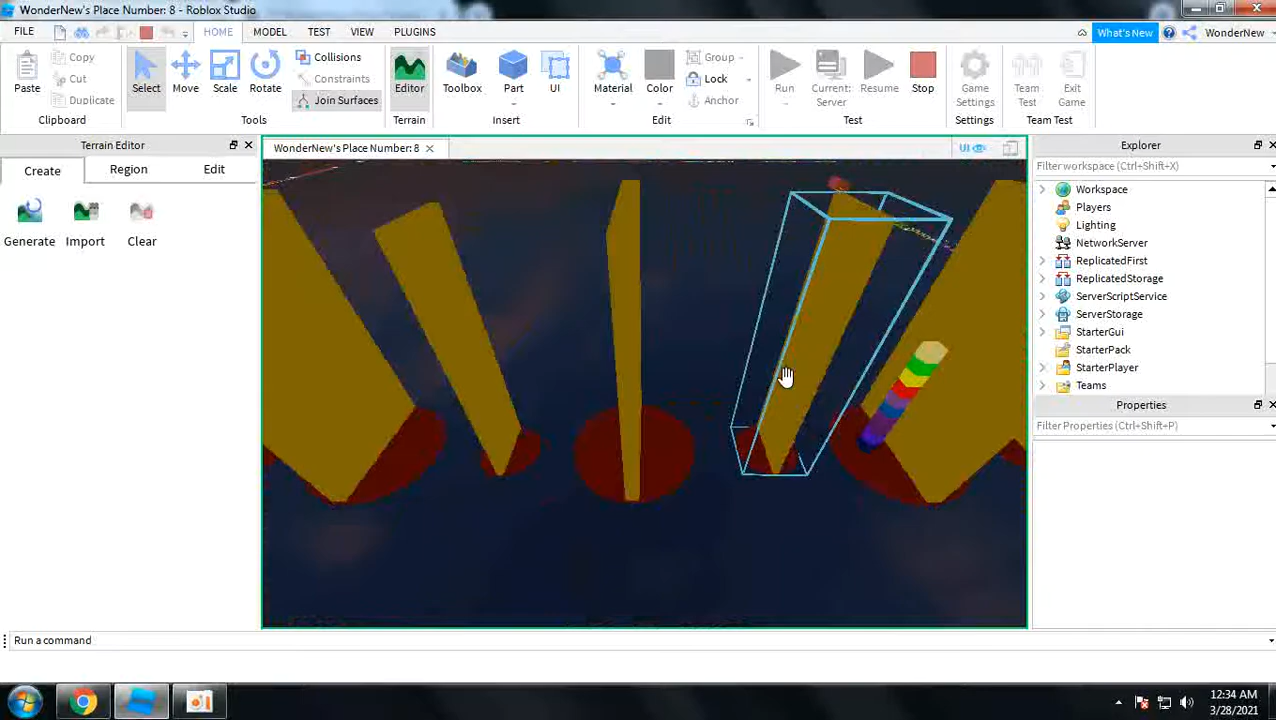 WonderNew's Place Number: 8 - Roblox Studio
FILE HOME MODEL TEST VIEW PLUGINS What's New WonderNew
Paste Copy Cut Duplicate
Select Move Scale Rotate
Collisions Constraints Join Surfaces
Editor
Toolbox Part UI
Material Color Group Lock Anchor
Run Current: Server Resume Stop
Game Settings Team Test Exit Game
Clipboard Tools Terrain Insert Edit Test Settings Team Test
Terrain Editor
Create Region Edit
Generate Import Clear
WonderNew's Place Number: 8
UI
Explorer
Filter workspace (Ctrl+Shift+X)
Workspace
Players
Lighting
NetworkServer
ReplicatedFirst
ReplicatedStorage
ServerScriptService
ServerStorage
StarterGui
StarterPack
StarterPlayer
Teams
Properties
Filter Properties (Ctrl+Shift+P)
Run a command
12:34 AM
3/28/2021